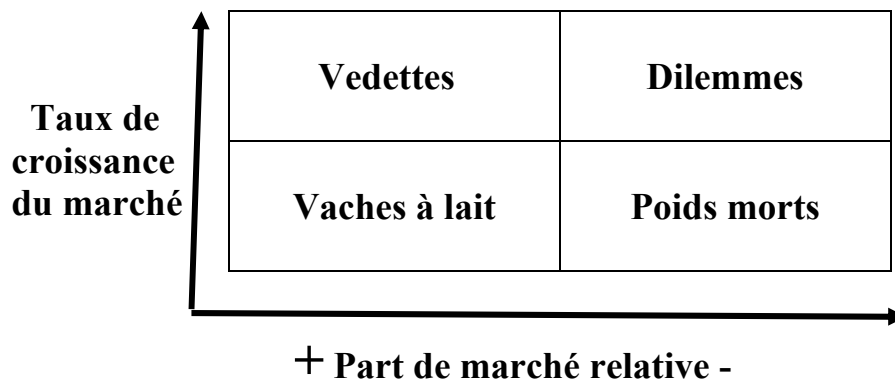 Vedettes
Dilemmes
Taux de
croissance
du marché
Vaches à lait
Poids morts
+ Part de marché relative -